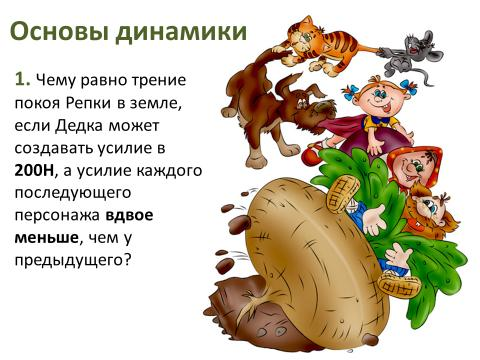 Основы динамики
1. Чему равно трение
покоя Репки в земле,
если Дедка может
создавать усилие в
200Н, а усилие каждого
последующего
персонажа вдвое
меньше, чем у
предыдущего?